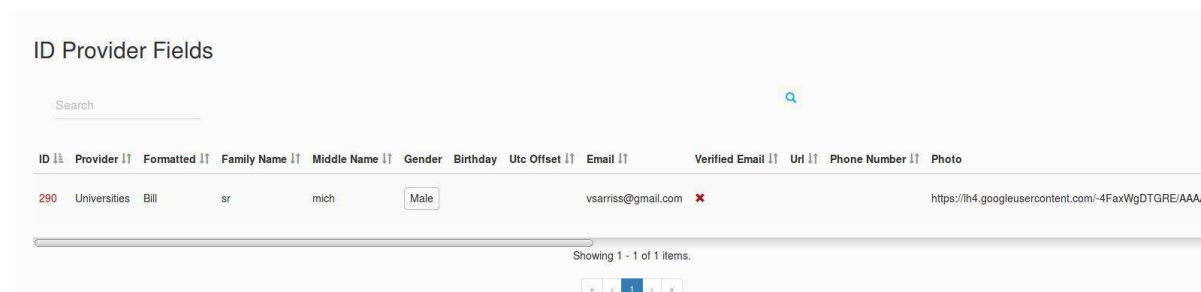 ID Provider Fields
Search
ID Provider Formatted Family Name Middle Name Gender Birthday Utc Offset Email Verified Email Url Phone Number Photo
290 Universities Bill sr mich Male vsarriss@gmail.com https://lh4.googleusercontent.com/-4FaxWgDTGRE/AAA
Showing 1 - 1 of 1 items.
« ‹ 1 › »